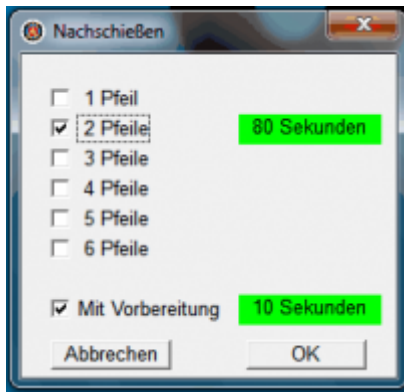 Nachschießen
1 Pfeil
2 Pfeile 80 Sekunden
3 Pfeile
4 Pfeile
5 Pfeile
6 Pfeile
Mit Vorbereitung 10 Sekunden
Abbrechen OK